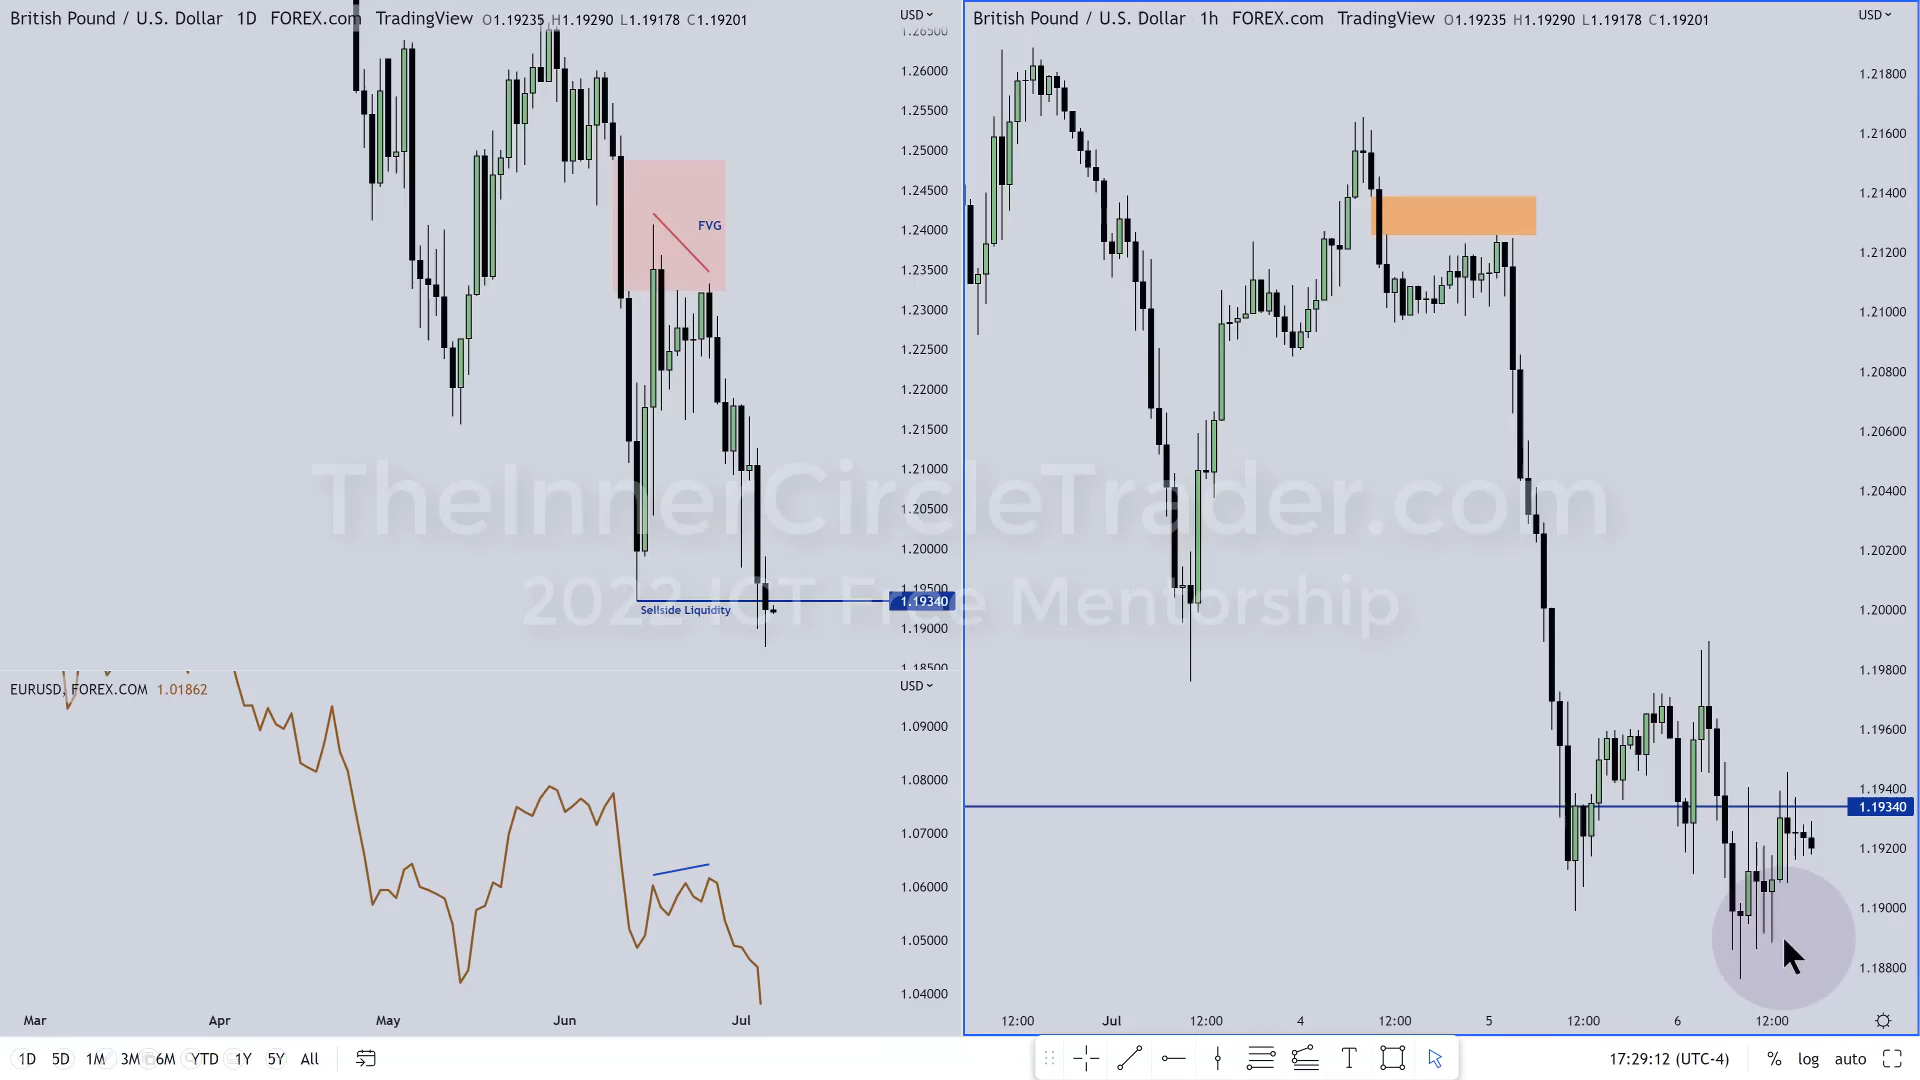 British Pound / U.S. Dollar 1D FOREX.com TradingView O1.19235 H1.19290 L1.19178 C1.19201
USD
1.26500
1.26000
1.25500
1.25000
1.24500
1.24000
1.23500
1.23000
1.22500
1.22000
1.21500
1.21000
1.20500
1.20000
1.19500
1.19340
1.19000
1.18500
FVG
Sellside Liquidity
EURUSD, FOREX.COM 1.01862
USD
1.09000
1.08000
1.07000
1.06000
1.05000
1.04000
Mar Apr May Jun Jul
British Pound / U.S. Dollar 1h FOREX.com TradingView O1.19235 H1.19290 L1.19178 C1.19201
USD
1.21800
1.21600
1.21400
1.21200
1.21000
1.20800
1.20600
1.20400
1.20200
1.20000
1.19800
1.19600
1.19400
1.19340
1.19200
1.19000
1.18800
12:00 Jul 12:00 4 12:00 5 12:00 6 12:00
TheInnerCircleTrader.com
2022 ICT Free Mentorship
1D 5D 1M 3M 6M YTD 1Y 5Y All
T
17:29:12 (UTC-4) % log auto